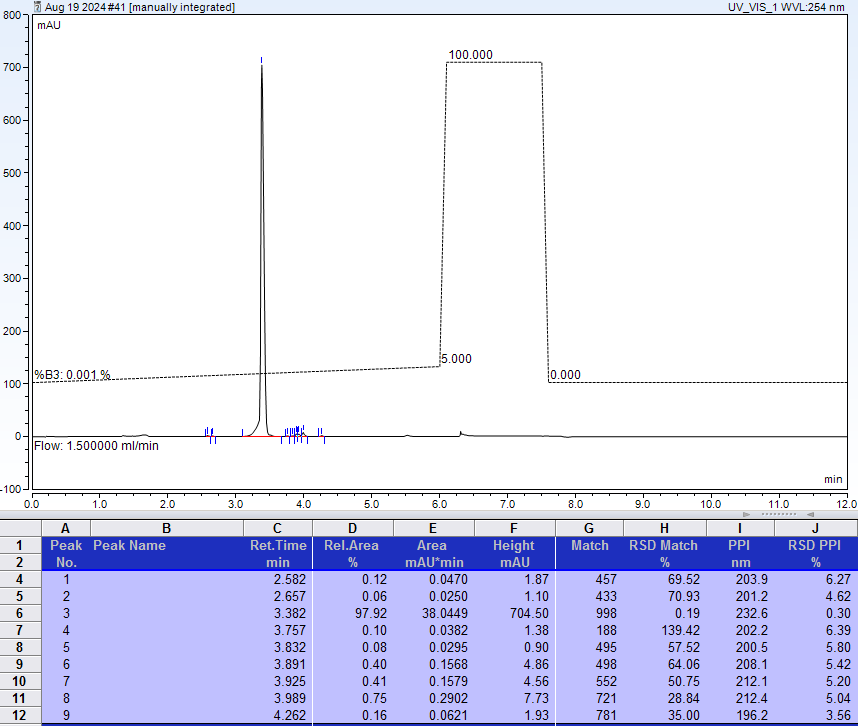 Aug 19 2024 #41 [manually integrated] UV_VIS_1 WVL:254 nm
800
mAU
100.000
700
600
500
400
300
200
5.000
%B3: 0.001 % 0.000
100
0
Flow: 1.500000 ml/min
min
-100
0.0 1.0 2.0 3.0 4.0 5.0 6.0 7.0 8.0 9.0 10.0 11.0 12.0
A B C D E F G H I J
1 Peak Peak Name Ret.Time Rel.Area Area Height Match RSD Match PPI RSD PPI
2 No. min % mAU*min mAU % nm %
4 1 2.582 0.12 0.0470 1.87 457 69.52 203.9 6.27
5 2 2.657 0.06 0.0250 1.10 433 70.93 201.2 4.62
6 3 3.382 97.92 38.0449 704.50 998 0.19 232.6 0.30
7 4 3.757 0.10 0.0382 1.38 188 139.42 202.2 6.39
8 5 3.832 0.08 0.0295 0.90 495 57.52 200.5 5.80
9 6 3.891 0.40 0.1568 4.86 498 64.06 208.1 5.42
10 7 3.925 0.41 0.1579 4.56 552 50.75 212.1 5.20
11 8 3.989 0.75 0.2902 7.73 721 28.84 212.4 5.04
12 9 4.262 0.16 0.0621 1.93 781 35.00 196.2 3.56